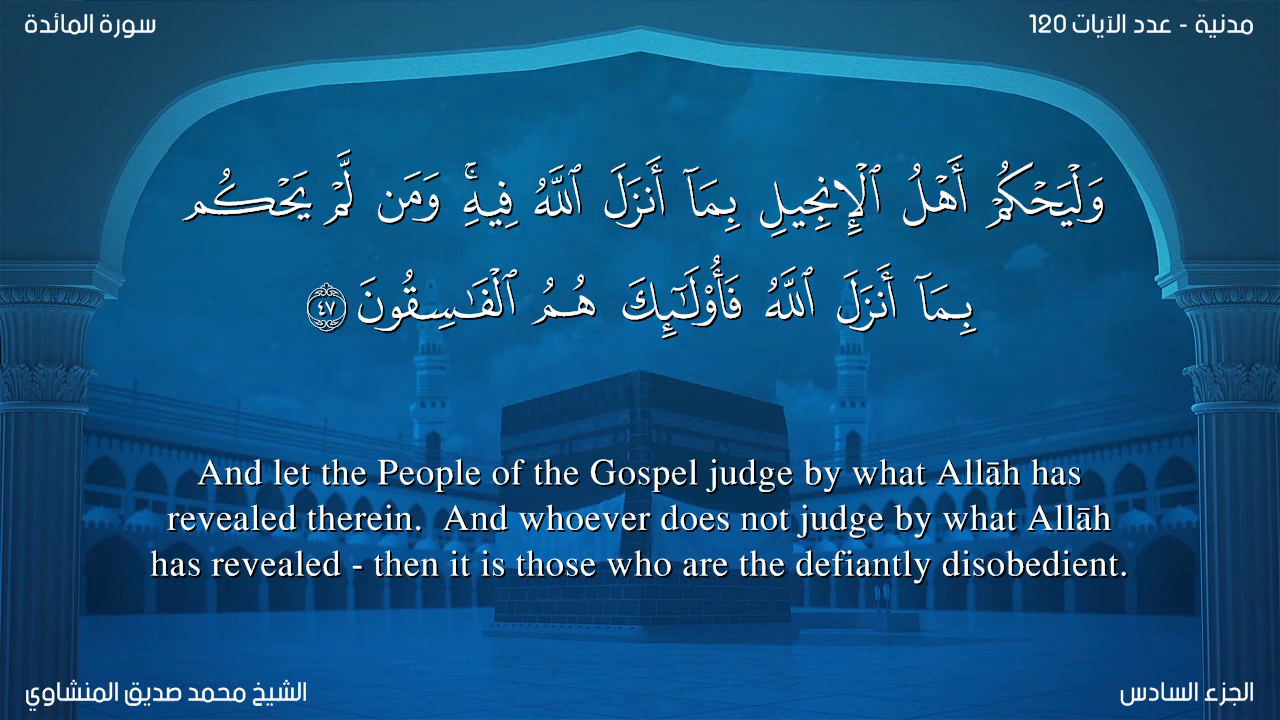 مدنية - عدد الآيات 120
سورة المائدة
وَلْيَحْكُمْ أَهْلُ ٱلْإِنجِيلِ بِمَآ أَنزَلَ ٱللَّهُ فِيهِۚ وَمَن لَّمْ يَحْكُم
بِمَآ أَنزَلَ ٱللَّهُ فَأُو۟لَـٰٓئِكَ هُمُ ٱلْفَـٰسِقُونَ ٤٧
And let the People of the Gospel judge by what Allāh has
revealed therein.  And whoever does not judge by what Allāh
has revealed - then it is those who are the defiantly disobedient.
الجزء السادس
الشيخ محمد صديق المنشاوي